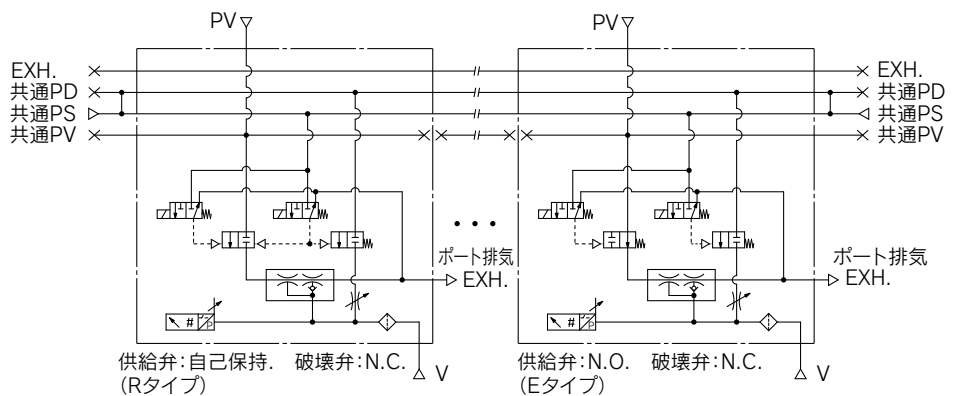 PV
PV
EXH.
共通PD
共通PS
共通PV
EXH.
共通PD
共通PS
共通PV
• • •
ポート排気
EXH.
ポート排気
EXH.
#
P
#
P
供給弁:自己保持. 破壊弁:N.C.
(Rタイプ)
V
供給弁:N.O. 破壊弁:N.C.
(Eタイプ)
V